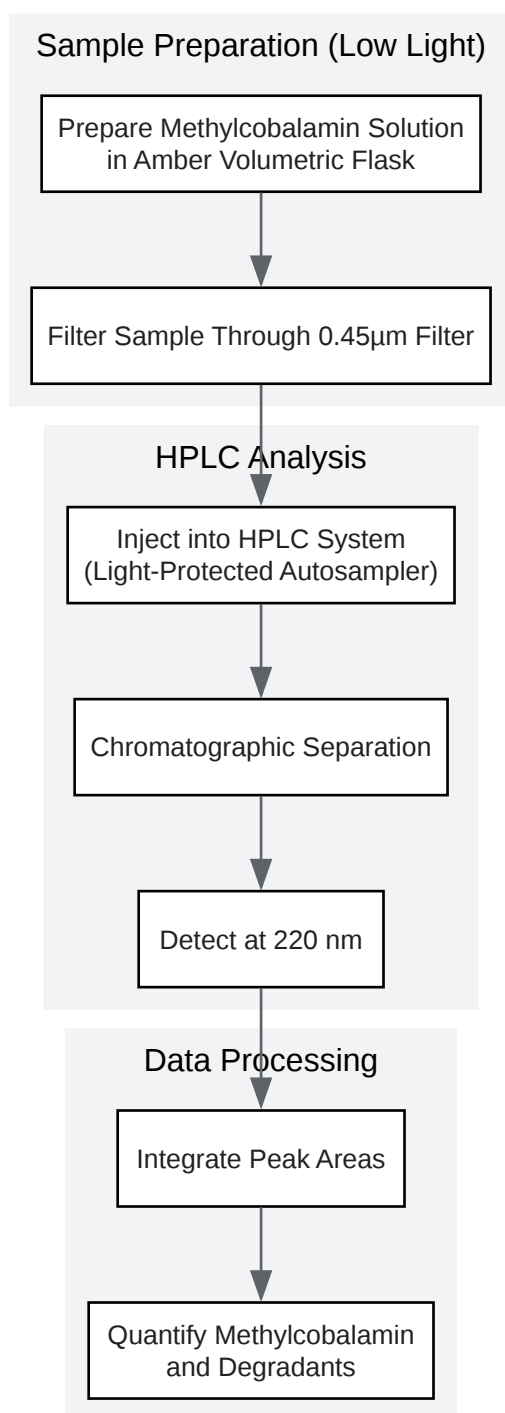 Sample Preparation (Low Light)
Prepare Methylcobalamin Solution
in Amber Volumetric Flask
Filter Sample Through 0.45µm Filter
HPLC Analysis
Inject into HPLC System
(Light-Protected Autosampler)
Chromatographic Separation
Detect at 220 nm
Data Processing
Integrate Peak Areas
Quantify Methylcobalamin
and Degradants